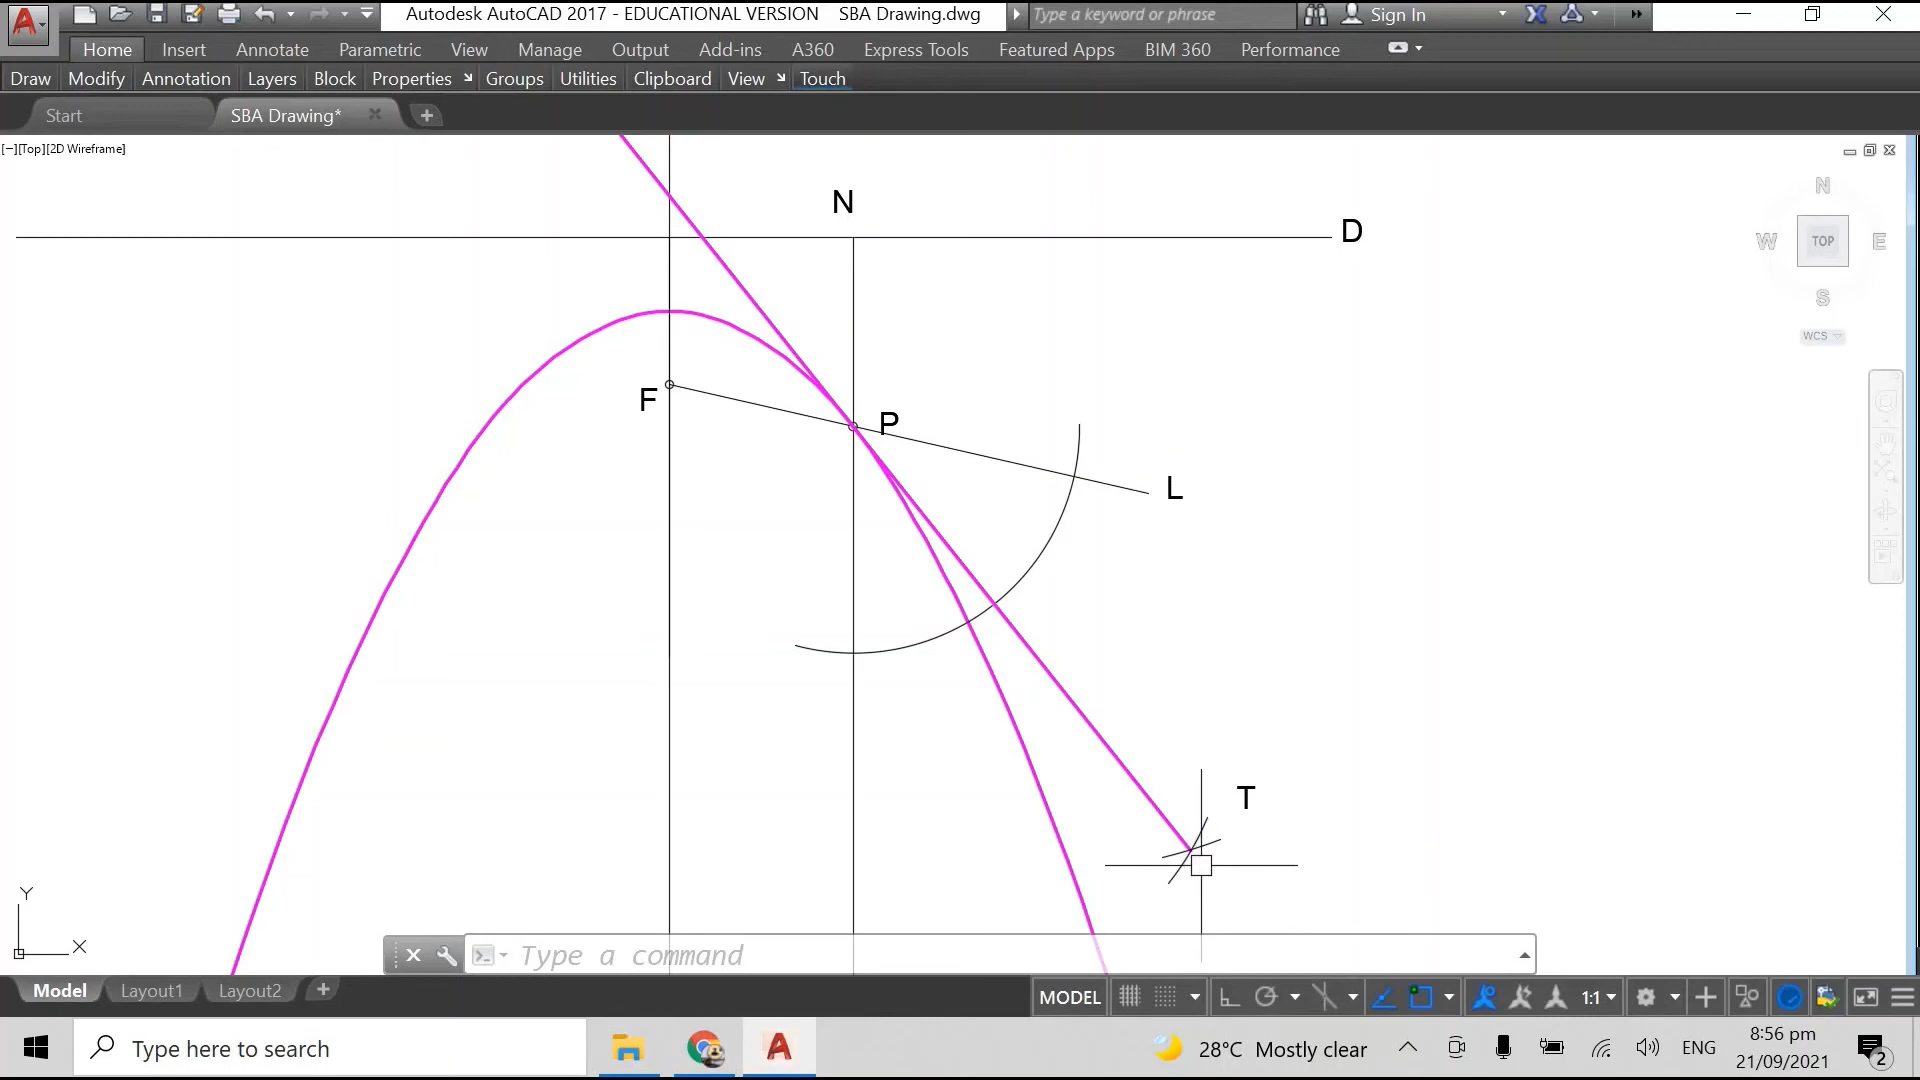 Autodesk AutoCAD 2017 - EDUCATIONAL VERSION SBA Drawing.dwg Type a keyword or phrase Sign In
Home Insert Annotate Parametric View Manage Output Add-ins A360 Express Tools Featured Apps BIM 360 Performance
Draw Modify Annotation Layers Block Properties Groups Utilities Clipboard View Touch
Start SBA Drawing*
[−][Top][2D Wireframe]
N
N
D
W TOP E
S
WCS
F
P
L
T
Y
X
Type a command
Model Layout1 Layout2 MODEL 1:1
Type here to search 28°C Mostly clear ENG 8:56 pm
21/09/2021 2